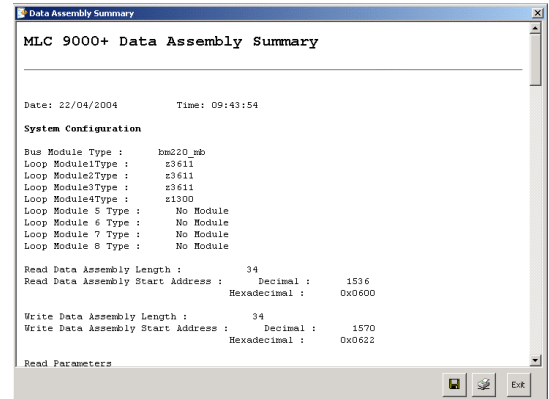 Data Assembly Summary
MLC 9000+ Data Assembly Summary
Date: 22/04/2004 Time: 09:43:54
System Configuration
Bus Module Type : bm220_mb
Loop Module1Type : z3611
Loop Module2Type : z3611
Loop Module3Type : z3611
Loop Module4Type : z1300
Loop Module 5 Type : No Module
Loop Module 6 Type : No Module
Loop Module 7 Type : No Module
Loop Module 8 Type : No Module
Read Data Assembly Length : 34
Read Data Assembly Start Address : Decimal : 1536
Hexadecimal : 0x0600
Write Data Assembly Length : 34
Write Data Assembly Start Address : Decimal : 1570
Hexadecimal : 0x0622
Read Parameters
Exit